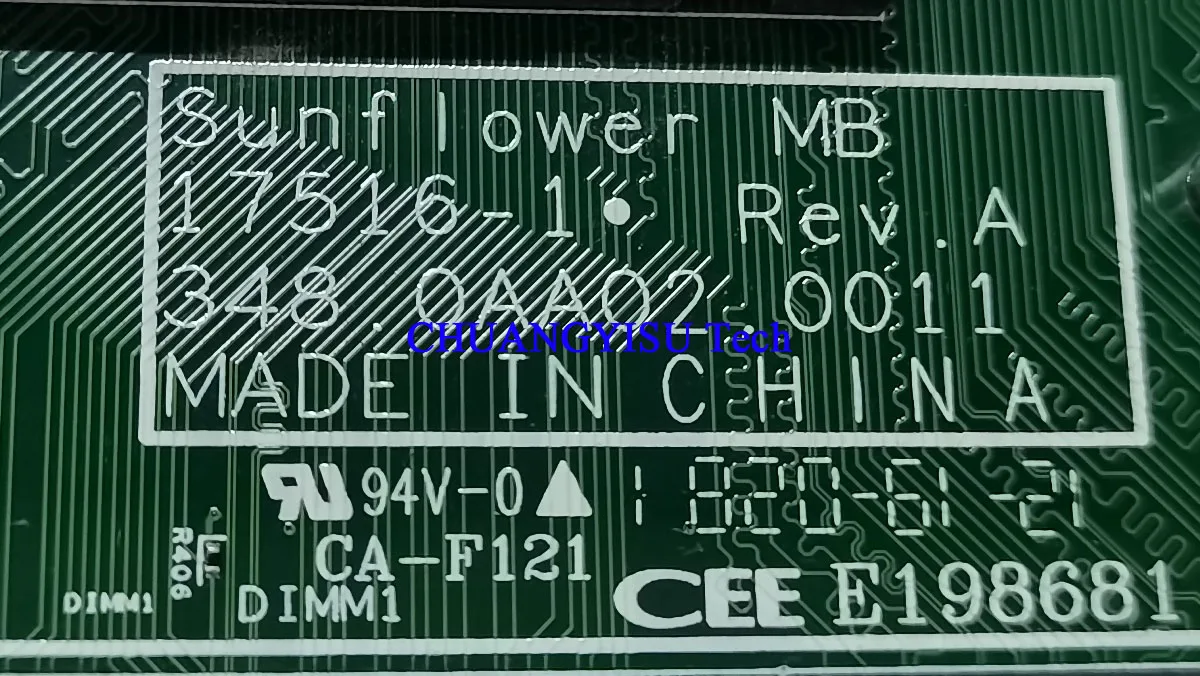 Sunflower MB
17516-1 Rev.A
348.0AA02.0011
CHUANGYISU Tech
MADE IN CHINA
94V-0
CA-F121
R406
DIMM1
DIMM1
CEE E198681